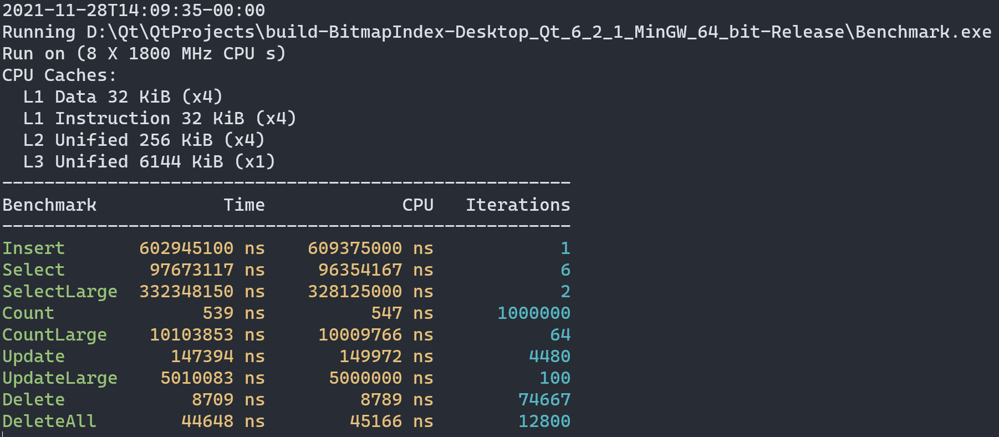 2021-11-28T14:09:35-00:00
Running D:\Qt\QtProjects\build-BitmapIndex-Desktop_Qt_6_2_1_MinGW_64_bit-Release\Benchmark.exe
Run on (8 X 1800 MHz CPU s)
CPU Caches:
  L1 Data 32 KiB (x4)
  L1 Instruction 32 KiB (x4)
  L2 Unified 256 KiB (x4)
  L3 Unified 6144 KiB (x1)
------------------------------------------------------
Benchmark            Time             CPU   Iterations
------------------------------------------------------
Insert       602945100 ns    609375000 ns            1
Select        97673117 ns     96354167 ns            6
SelectLarge  332348150 ns    328125000 ns            2
Count              539 ns          547 ns      1000000
CountLarge    10103853 ns     10009766 ns           64
Update          147394 ns       149972 ns         4480
UpdateLarge    5010083 ns      5000000 ns          100
Delete            8709 ns         8789 ns        74667
DeleteAll        44648 ns        45166 ns        12800